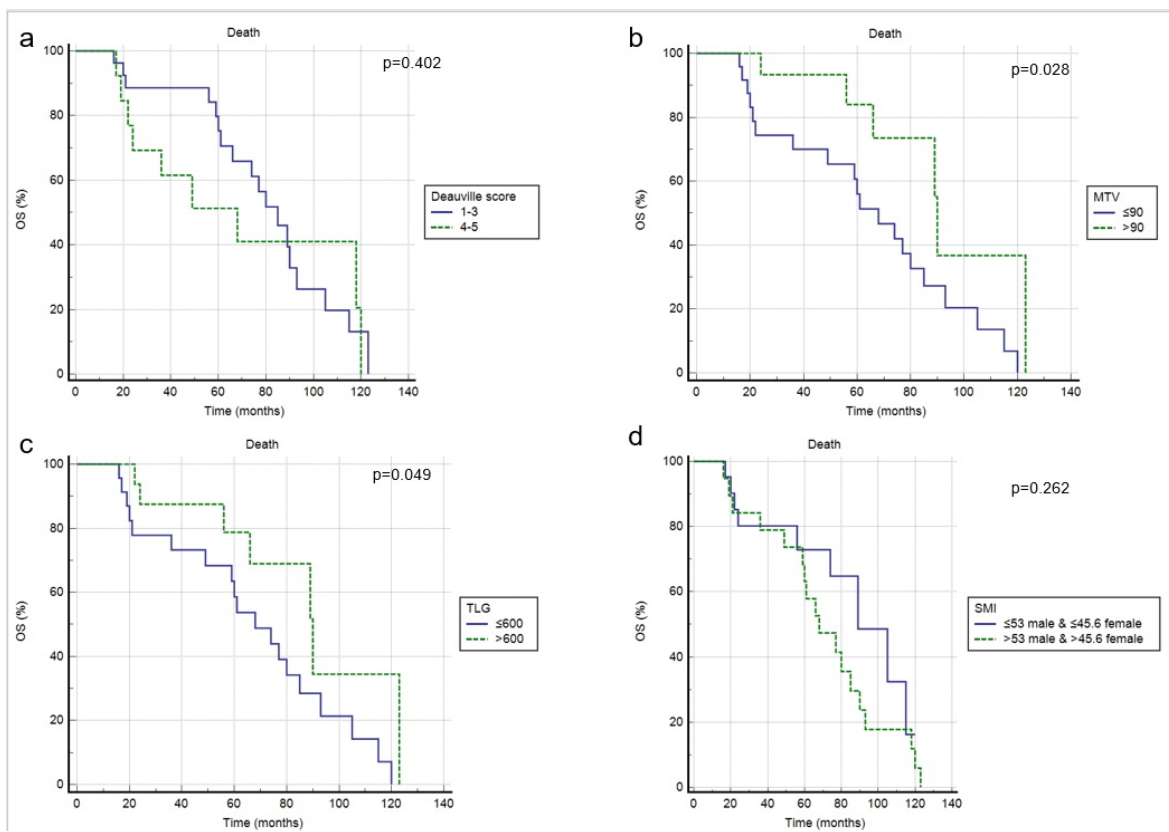 a
Death
p=0.402
100
80
60
40
20
0
OS (%)
0 20 40 60 80 100 120 140
Time (months)
Deauville score
1-3
4-5
b
Death
p=0.028
100
80
60
40
20
0
OS (%)
0 20 40 60 80 100 120 140
Time (months)
MTV
≤90
>90
c
Death
p=0.049
100
80
60
40
20
0
OS (%)
0 20 40 60 80 100 120 140
Time (months)
TLG
≤600
>600
d
Death
p=0.262
100
80
60
40
20
0
OS (%)
0 20 40 60 80 100 120 140
Time (months)
SMI
≤53 male & ≤45.6 female
>53 male & >45.6 female